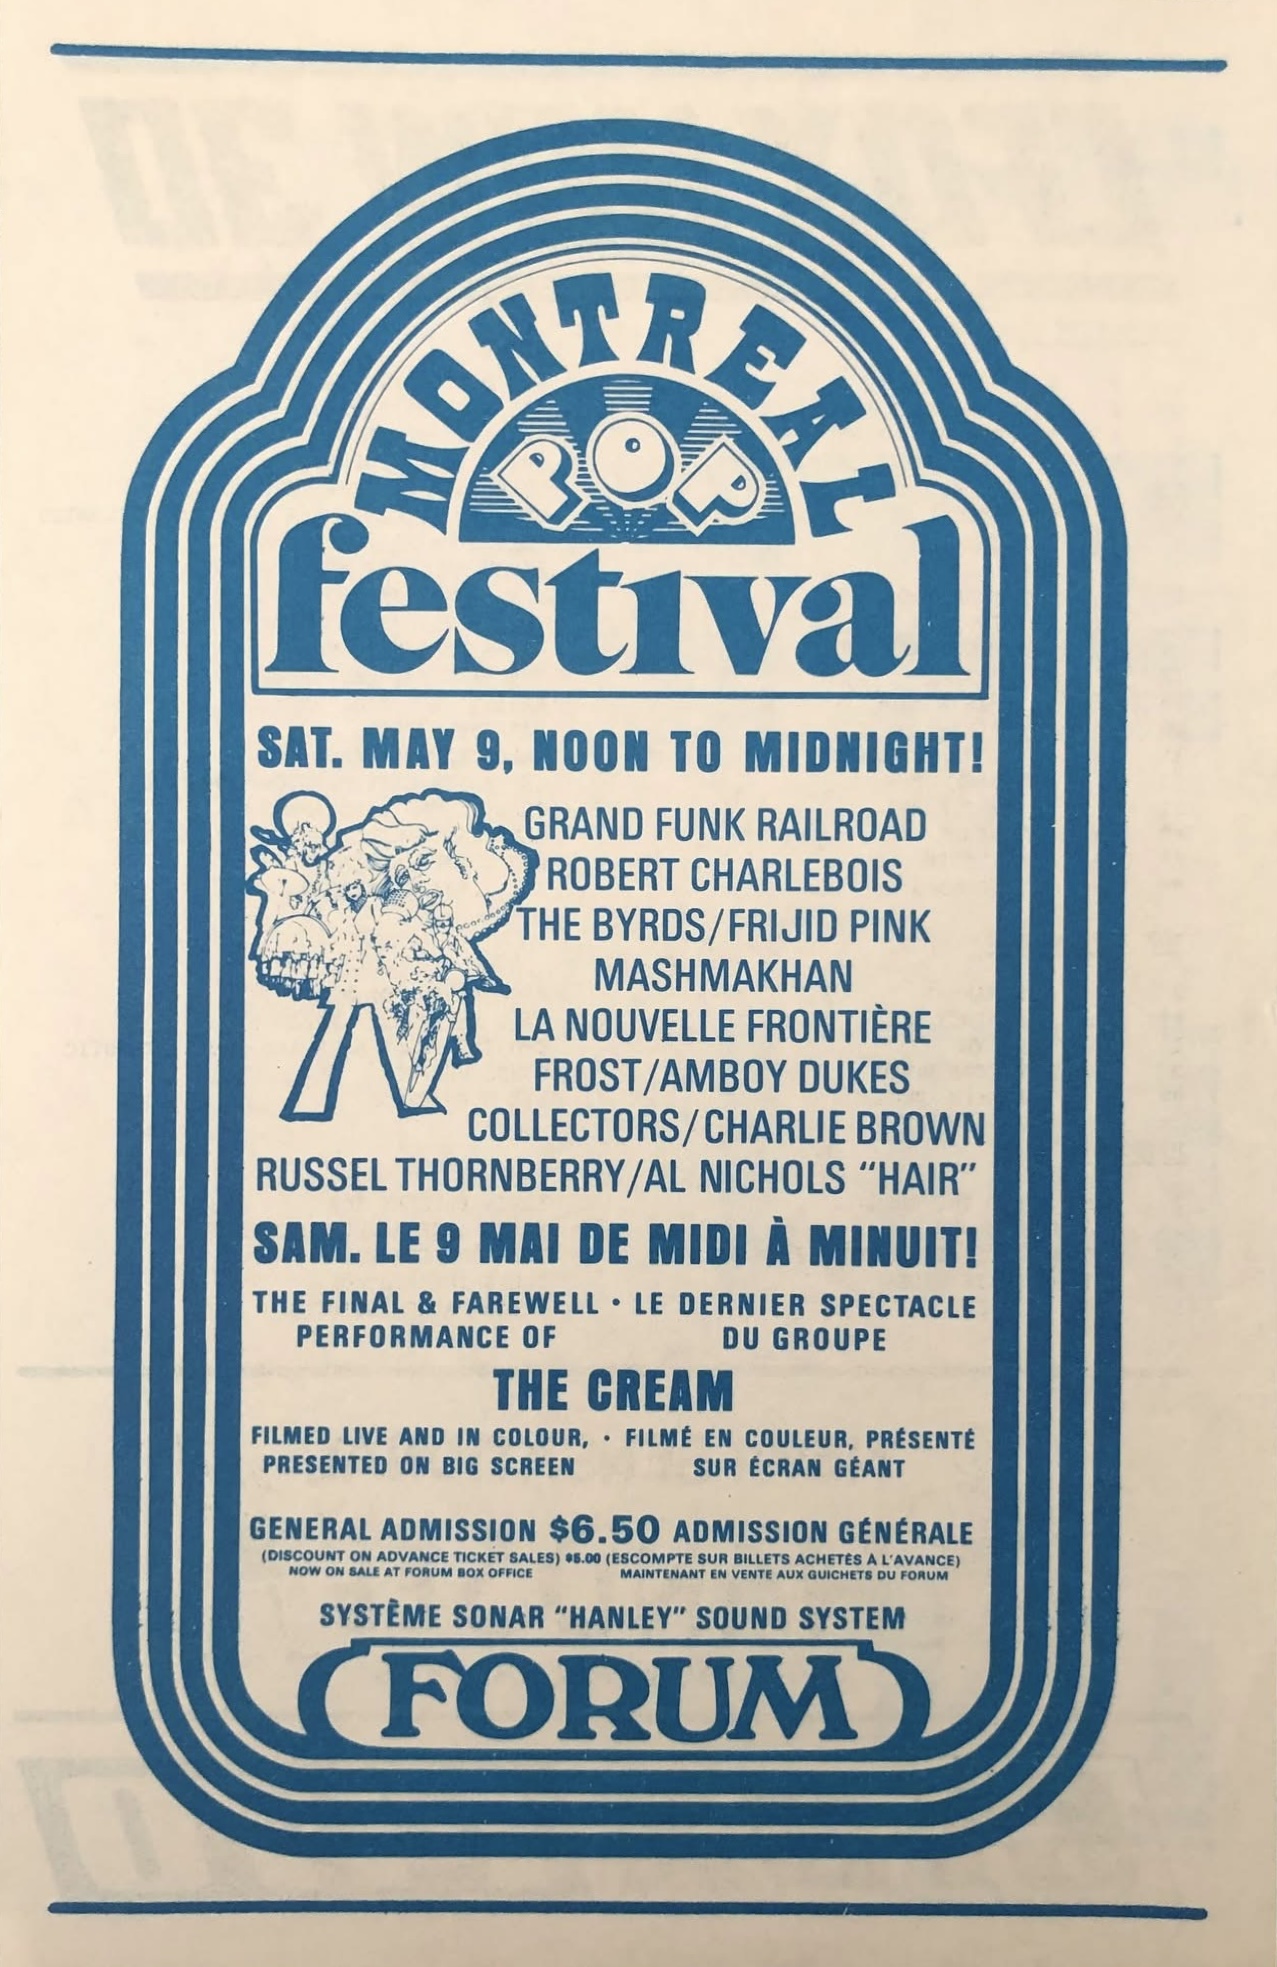 MONTREAL
POP
festival
SAT. MAY 9, NOON TO MIDNIGHT!
GRAND FUNK RAILROAD
ROBERT CHARLEBOIS
THE BYRDS/FRIJID PINK
MASHMAKHAN
LA NOUVELLE FRONTIÈRE
FROST/AMBOY DUKES
COLLECTORS/CHARLIE BROWN
RUSSEL THORNBERRY/AL NICHOLS "HAIR"
SAM. LE 9 MAI DE MIDI À MINUIT!
THE FINAL & FAREWELL • LE DERNIER SPECTACLE
PERFORMANCE OF DU GROUPE
THE CREAM
FILMED LIVE AND IN COLOUR, • FILMÉ EN COULEUR, PRÉSENTÉ
PRESENTED ON BIG SCREEN SUR ÉCRAN GÉANT
GENERAL ADMISSION $6.50 ADMISSION GÉNÉRALE
(DISCOUNT ON ADVANCE TICKET SALES) $5.00 (ESCOMPTE SUR BILLETS ACHETÉS À L'AVANCE)
NOW ON SALE AT FORUM BOX OFFICE MAINTENANT EN VENTE AUX GUICHETS DU FORUM
SYSTÈME SONAR "HANLEY" SOUND SYSTEM
FORUM